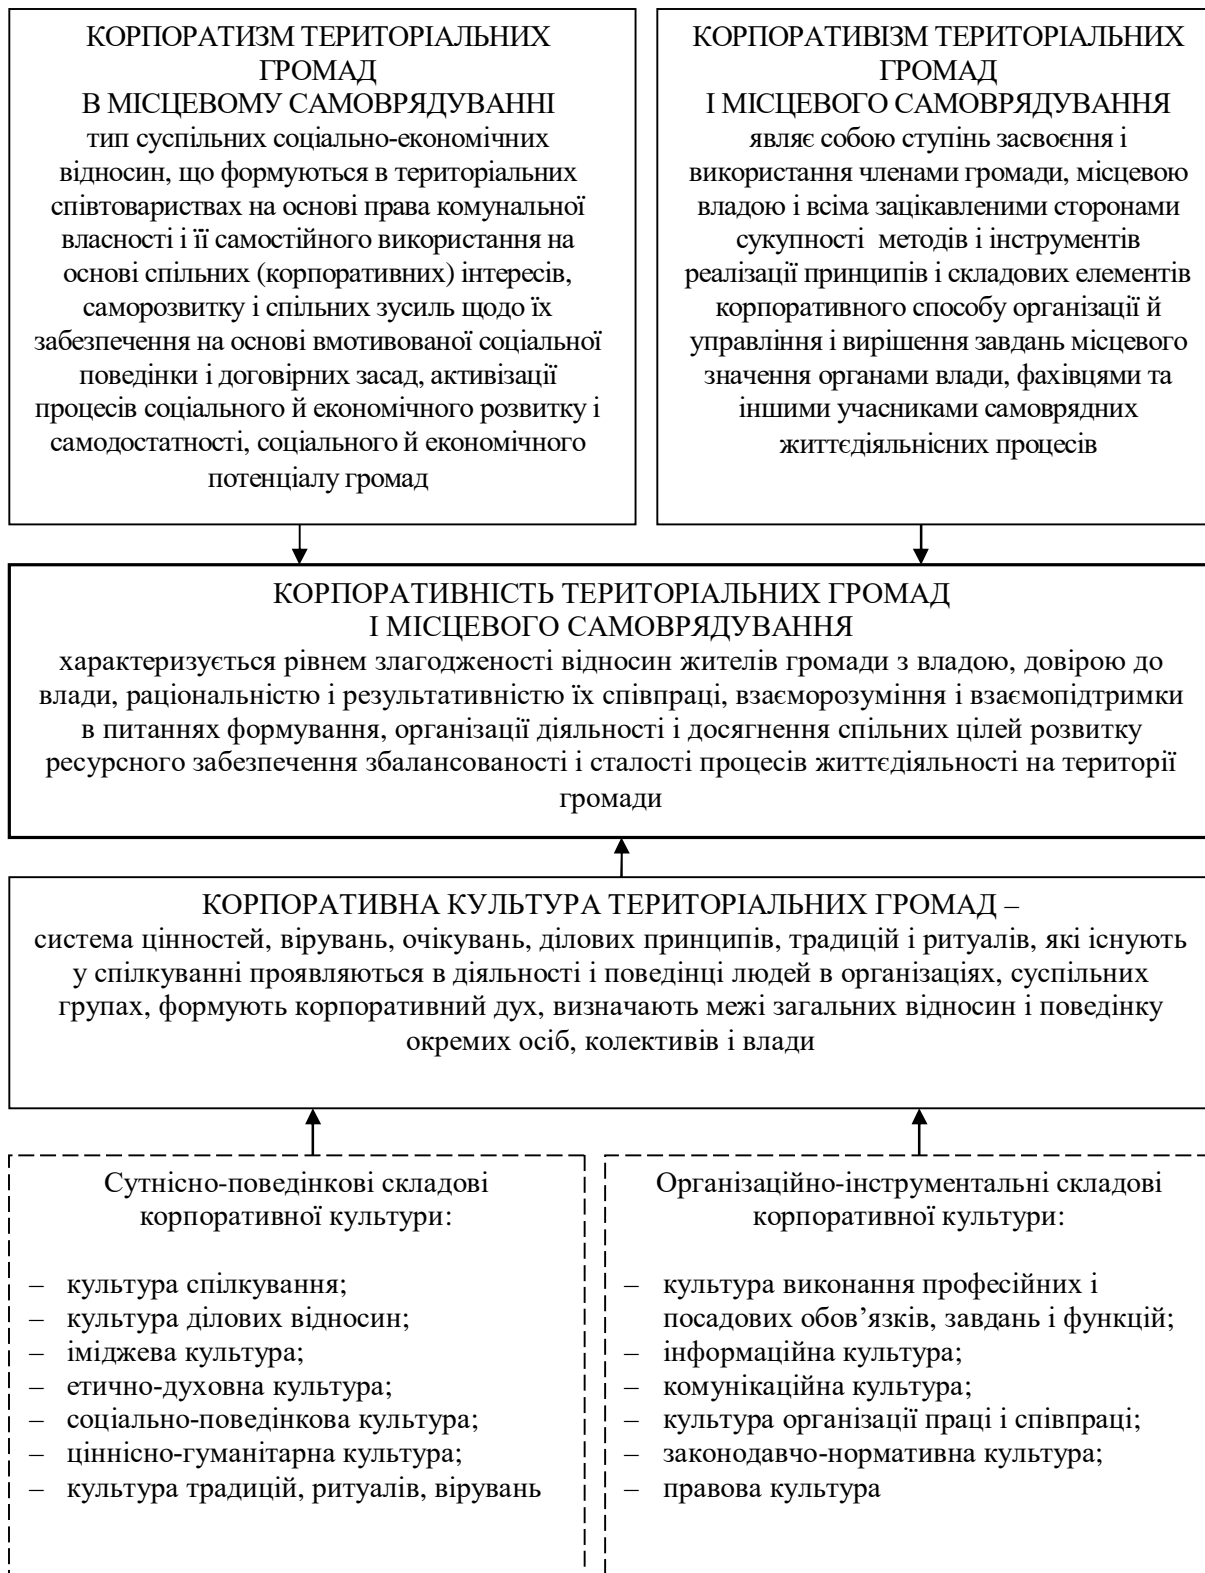 КОРПОРАТИЗМ ТЕРИТОРІАЛЬНИХ
ГРОМАД
В МІСЦЕВОМУ САМОВРЯДУВАННІ
тип суспільних соціально-економічних
відносин, що формуються в територіальних
співтовариствах на основі права комунальної
власності і її самостійного використання на
основі спільних (корпоративних) інтересів,
саморозвитку і спільних зусиль щодо їх
забезпечення на основі вмотивованої соціальної
поведінки і договірних засад, активізації
процесів соціального й економічного розвитку і
самодостатності, соціального й економічного
потенціалу громад
КОРПОРАТИВІЗМ ТЕРИТОРІАЛЬНИХ
ГРОМАД
І МІСЦЕВОГО САМОВРЯДУВАННЯ
являє собою ступінь засвоєння і
використання членами громади, місцевою
владою і всіма зацікавленими сторонами
сукупності методів і інструментів
реалізації принципів і складових елементів
корпоративного способу організації й
управління і вирішення завдань місцевого
значення органами влади, фахівцями та
іншими учасниками самоврядних
життєдіяльнісних процесів
КОРПОРАТИВНІСТЬ ТЕРИТОРІАЛЬНИХ ГРОМАД
І МІСЦЕВОГО САМОВРЯДУВАННЯ
характеризується рівнем злагодженості відносин жителів громади з владою, довірою до
влади, раціональністю і результативністю їх співпраці, взаєморозуміння і взаємопідтримки
в питаннях формування, організації діяльності і досягнення спільних цілей розвитку
ресурсного забезпечення збалансованості і сталості процесів життєдіяльності на території
громади
КОРПОРАТИВНА КУЛЬТУРА ТЕРИТОРІАЛЬНИХ ГРОМАД –
система цінностей, вірувань, очікувань, ділових принципів, традицій і ритуалів, які існують
у спілкуванні проявляються в діяльності і поведінці людей в організаціях, суспільних
групах, формують корпоративний дух, визначають межі загальних відносин і поведінку
окремих осіб, колективів і влади
Сутнісно-поведінкові складові
корпоративної культури:
– культура спілкування;
– культура ділових відносин;
– іміджева культура;
– етично-духовна культура;
– соціально-поведінкова культура;
– ціннісно-гуманітарна культура;
– культура традицій, ритуалів, вірувань
Організаційно-інструментальні складові
корпоративної культури:
– культура виконання професійних і
посадових обов’язків, завдань і функцій;
– інформаційна культура;
– комунікаційна культура;
– культура організації праці і співпраці;
– законодавчо-нормативна культура;
– правова культура